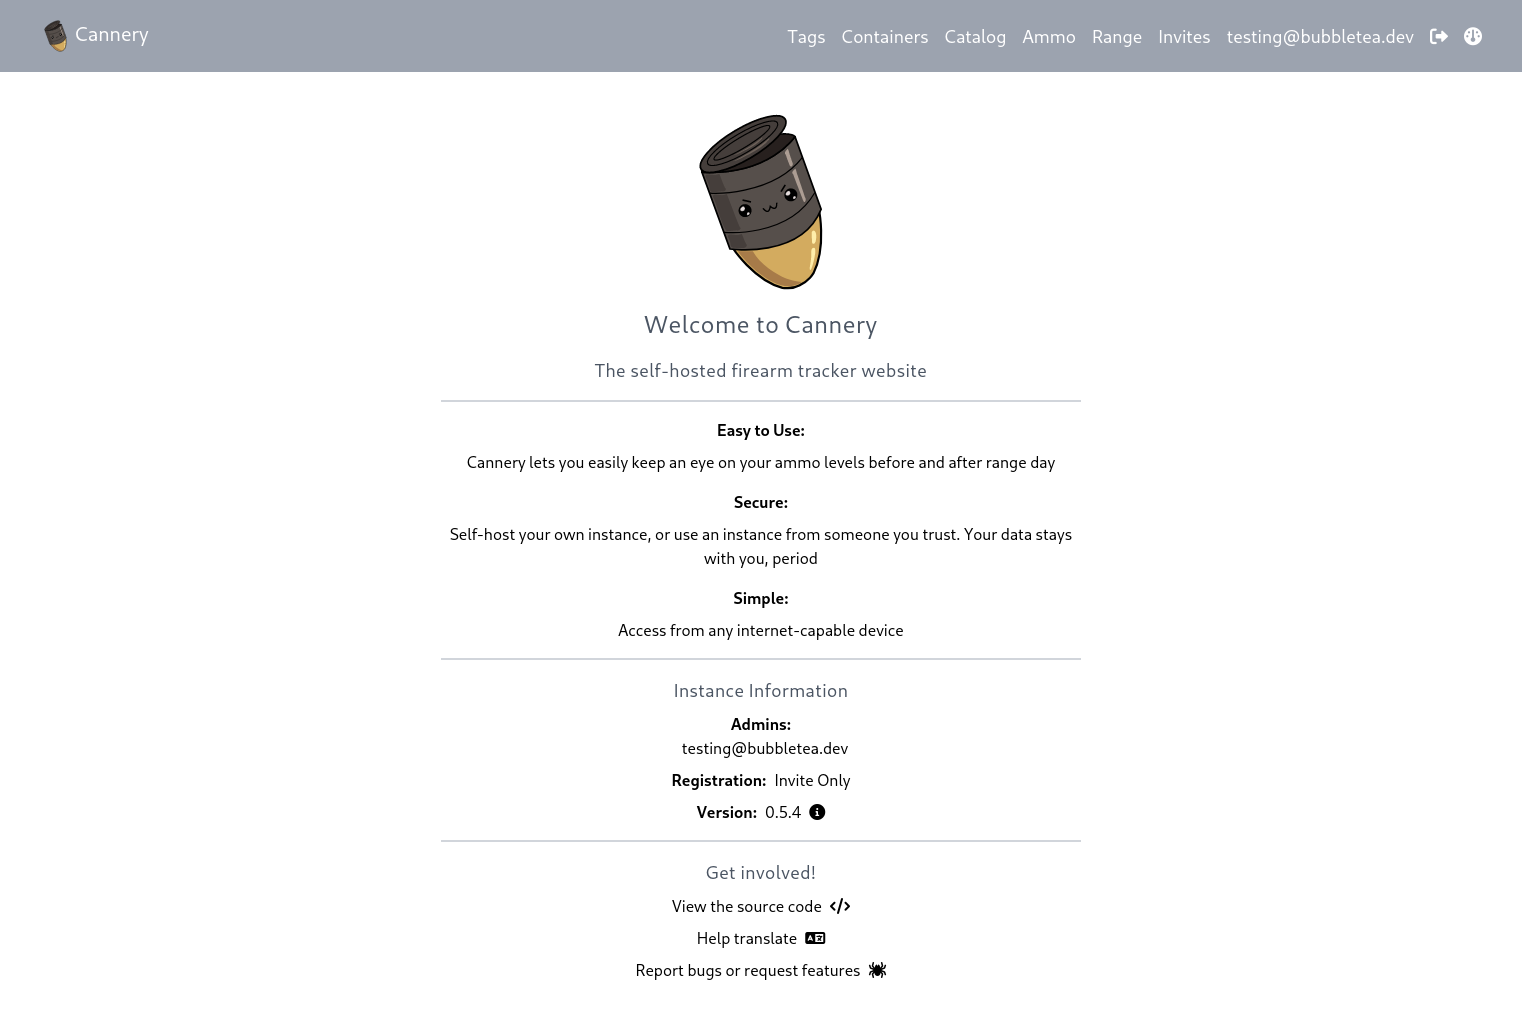 Cannery
Tags Containers Catalog Ammo Range Invites testing@bubbletea.dev
Welcome to Cannery
The self-hosted firearm tracker website
Easy to Use:
Cannery lets you easily keep an eye on your ammo levels before and after range day
Secure:
Self-host your own instance, or use an instance from someone you trust. Your data stays
with you, period
Simple:
Access from any internet-capable device
Instance Information
Admins:
testing@bubbletea.dev
Registration: Invite Only
Version: 0.5.4
Get involved!
View the source code
Help translate
Report bugs or request features